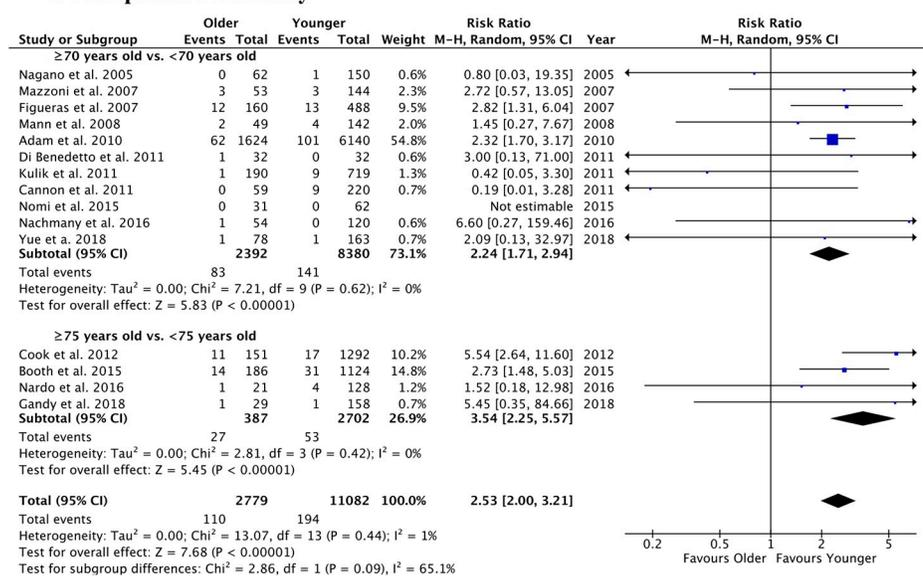 Older Younger Risk Ratio Risk Ratio
Study or Subgroup Events Total Events Total Weight M-H, Random, 95% CI Year M-H, Random, 95% CI
≥70 years old vs. <70 years old
Nagano et al. 2005 0 62 1 150 0.6% 0.80 [0.03, 19.35] 2005
Mazzoni et al. 2007 3 53 3 144 2.3% 2.72 [0.57, 13.05] 2007
Figueras et al. 2007 12 160 13 488 9.5% 2.82 [1.31, 6.04] 2007
Mann et al. 2008 2 49 4 142 2.0% 1.45 [0.27, 7.67] 2008
Adam et al. 2010 62 1624 101 6140 54.8% 2.32 [1.70, 3.17] 2010
Di Benedetto et al. 2011 1 32 0 32 0.6% 3.00 [0.13, 71.00] 2011
Kulik et al. 2011 1 190 9 719 1.3% 0.42 [0.05, 3.30] 2011
Cannon et al. 2011 0 59 9 220 0.7% 0.19 [0.01, 3.28] 2011
Nomi et al. 2015 0 31 0 62 Not estimable 2015
Nachmany et al. 2016 1 54 0 120 0.6% 6.60 [0.27, 159.46] 2016
Yue et a. 2018 1 78 1 163 0.7% 2.09 [0.13, 32.97] 2018
Subtotal (95% CI) 2392 8380 73.1% 2.24 [1.71, 2.94]
Total events 83 141
Heterogeneity: Tau² = 0.00; Chi² = 7.21, df = 9 (P = 0.62); I² = 0%
Test for overall effect: Z = 5.83 (P < 0.00001)
≥75 years old vs. <75 years old
Cook et al. 2012 11 151 17 1292 10.2% 5.54 [2.64, 11.60] 2012
Booth et al. 2015 14 186 31 1124 14.8% 2.73 [1.48, 5.03] 2015
Nardo et al. 2016 1 21 4 128 1.2% 1.52 [0.18, 12.98] 2016
Gandy et al. 2018 1 29 1 158 0.7% 5.45 [0.35, 84.66] 2018
Subtotal (95% CI) 387 2702 26.9% 3.54 [2.25, 5.57]
Total events 27 53
Heterogeneity: Tau² = 0.00; Chi² = 2.81, df = 3 (P = 0.42); I² = 0%
Test for overall effect: Z = 5.45 (P < 0.00001)
Total (95% CI) 2779 11082 100.0% 2.53 [2.00, 3.21]
Total events 110 194
Heterogeneity: Tau² = 0.00; Chi² = 13.07, df = 13 (P = 0.44); I² = 1%
Test for overall effect: Z = 7.68 (P < 0.00001)
Test for subgroup differences: Chi² = 2.86, df = 1 (P = 0.09), I² = 65.1%
0.2 0.5 1 2 5
Favours Older Favours Younger